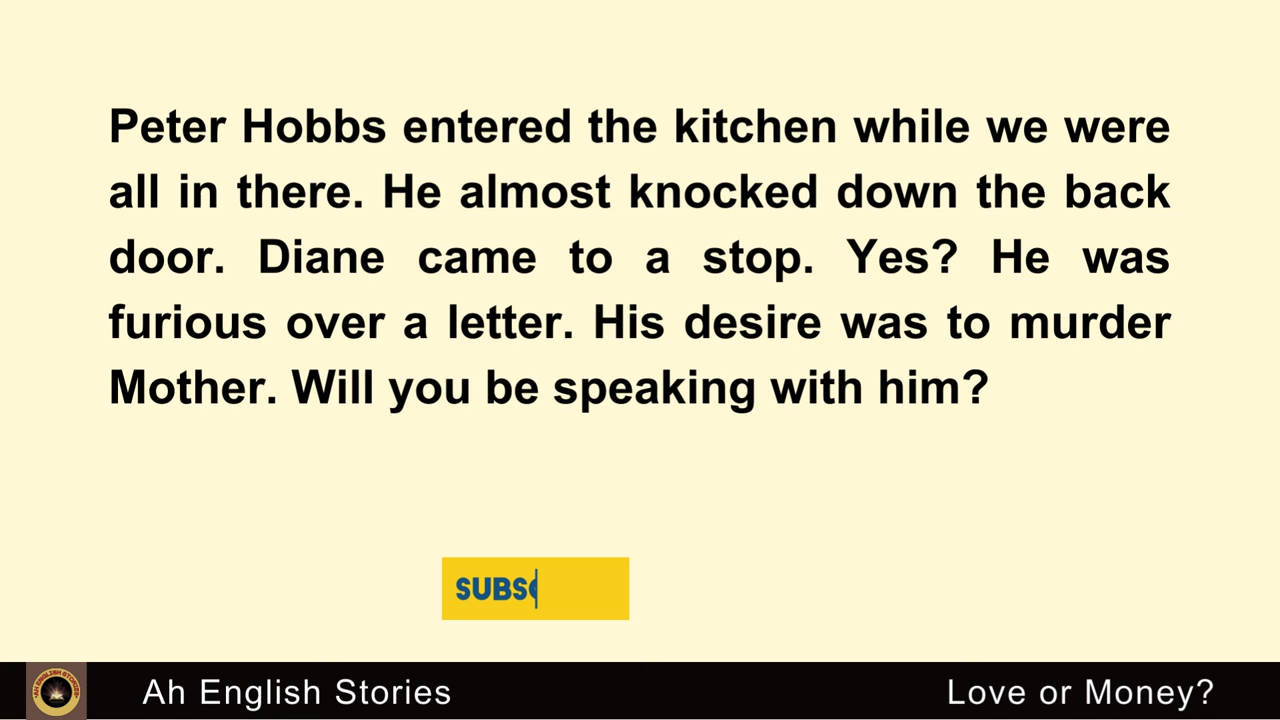 Peter Hobbs entered the kitchen while we were
all in there. He almost knocked down the back
door. Diane came to a stop. Yes? He was
furious over a letter. His desire was to murder
Mother. Will you be speaking with him?
SUBS
Ah English Stories
Love or Money?